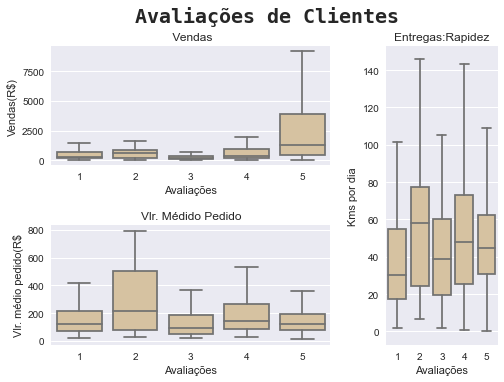 Avaliações de Clientes
Vendas
Vendas(R$)
7500
5000
2500
0
1 2 3 4 5
Avaliações
Vlr. Médido Pedido
Vlr. médio pedido(R$
800
600
400
200
0
1 2 3 4 5
Avaliações
Entregas:Rapidez
Kms por dia
140
120
100
80
60
40
20
0
1 2 3 4 5
Avaliações